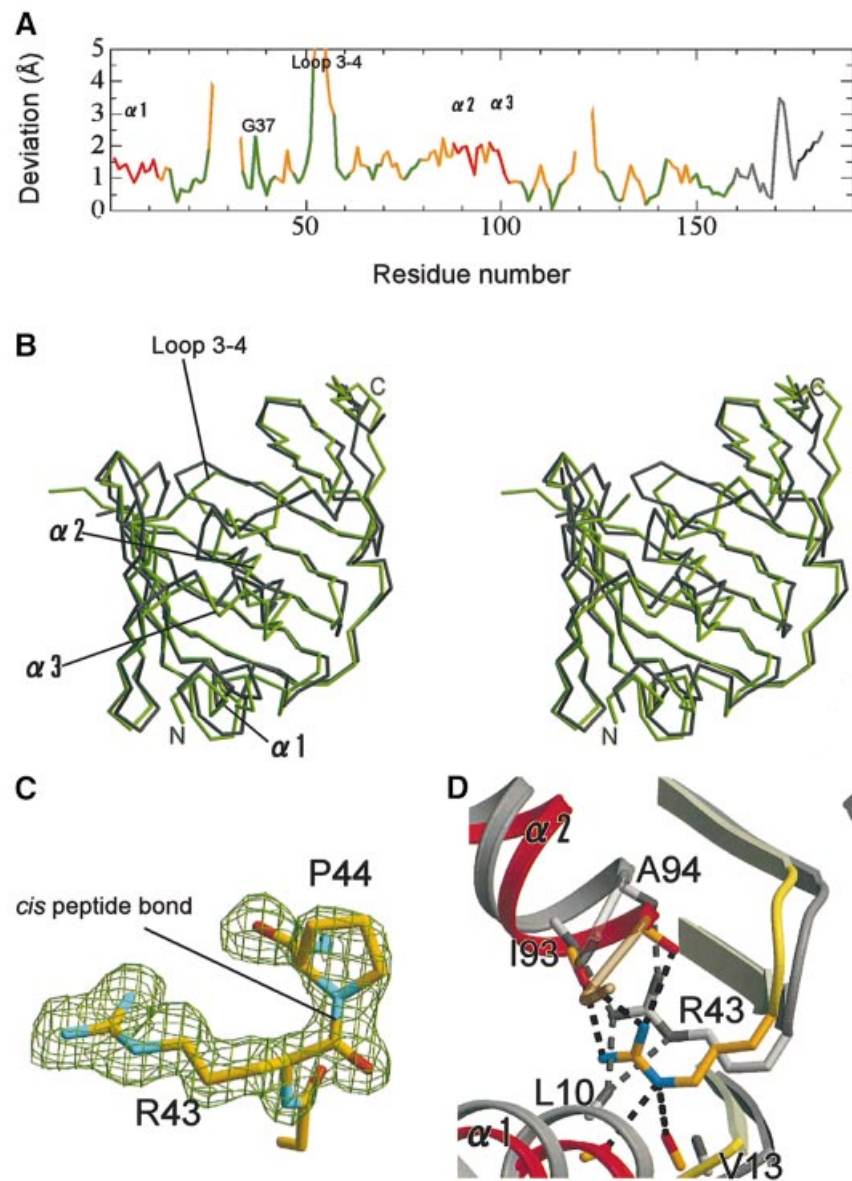 A
Deviation (Å)
5
4
3
2
1
0
α1
G37
Loop 3-4
α2
α3
50
100
150
Residue number
B
Loop 3-4
C
α2
α3
N
α1
C
N
C
P44
cis peptide bond
R43
D
α2
A94
I93
R43
L10
α1
V13